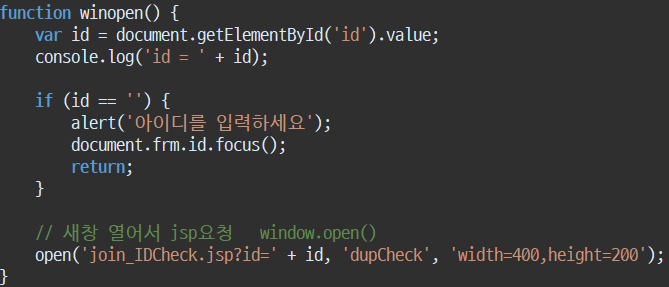 function winopen() {
    var id = document.getElementById('id').value;
    console.log('id = ' + id);

    if (id == '') {
        alert('아이디를 입력하세요');
        document.frm.id.focus();
        return;
    }

    // 새창 열어서 jsp요청   window.open()
    open('join_IDCheck.jsp?id=' + id, 'dupCheck', 'width=400,height=200');
}